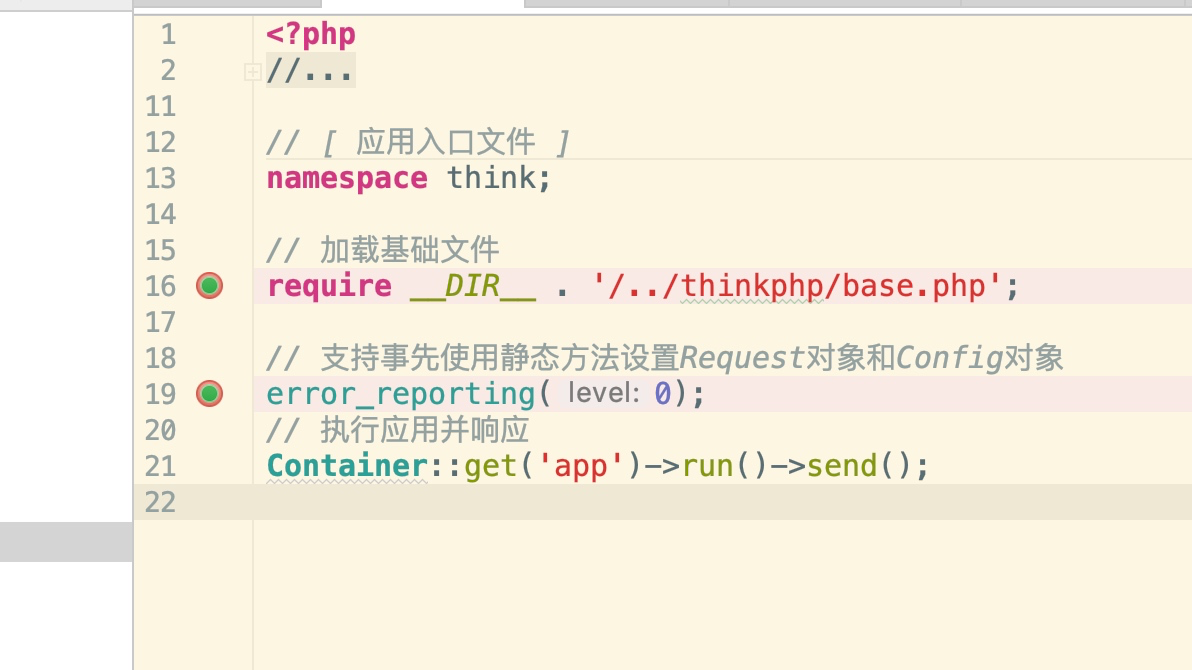 1 <?php
2 //...
11
12 // [ 应用入口文件 ]
13 namespace think;
14
15 // 加载基础文件
16 require __DIR__ . '/../thinkphp/base.php';
17
18 // 支持事先使用静态方法设置Request对象和Config对象
19 error_reporting( level: 0);
20 // 执行应用并响应
21 Container::get('app')->run()->send();
22